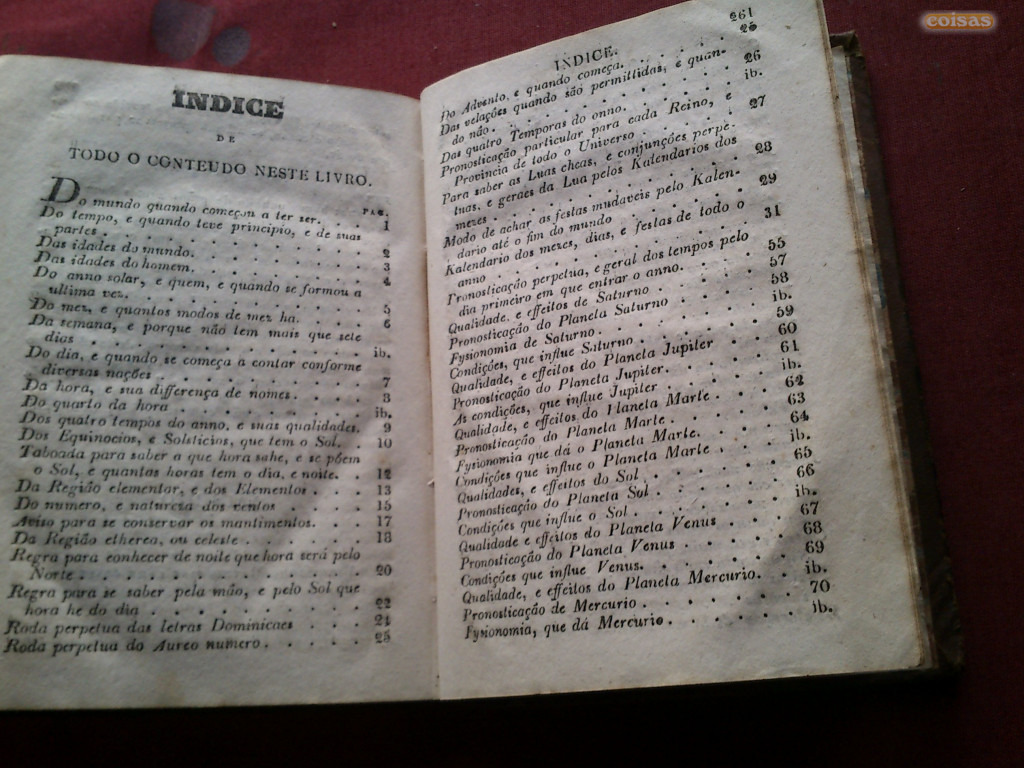 coisas
INDICE
DE
TODO O CONTEUDO NESTE LIVRO.
PAG.
Do mundo quando começou a ter ser. . . . 1
Do tempo, e quando teve principio, e de suas
partes . . . . . . . . . . 2
Das idades do mundo. . . . . . . . 3
Das idades do homem. . . . . . . . 4
Do anno solar, e quem, e quando se formou a
ultima vez. . . . . . . . . . 5
Do mez, e quantos modos de mez ha. . . . 6
Da semana, e porque não tem mais que sete
dias . . . . . . . . . . . ib.
Do dia, e quando se começa a contar conforme
diversas nações . . . . . . . . 7
Da hora, e sua differença de nomes. . . . 8
Do quarto da hora . . . . . . . . ib.
Dos quatro tempos do anno, e suas qualidades. 9
Dos Equinocios, e Solsticios, que tem o Sol. . 10
Taboada para saber a que hora sahe, e se põem
o Sol, e quantas horas tem o dia, e noite. . 12
Da Região elementar, e dos Elementos . . . 13
Do numero, e natureza dos ventos . . . . 15
Aviso para se conservar os mantimentos. . . 17
Da Região etherea, ou celeste . . . . . . 18
Regra para conhecer de noite que hora será pelo
Norte . . . . . . . . . . . 20
Regra para se saber pela mão, e pelo Sol que
hora he do dia . . . . . . . . . 22
Roda perpetua das letras Dominicaes . . . 24
Roda perpetua do Aureo numero . . . . . 25
INDICE. 261
Do Advento, e quando começa. . . . . . 25
Das velações quando são permittidas, e quan-
do não. . . . . . . . . . . 26
Das quatro Temporas do anno. . . . . . ib.
Pronosticação particular para cada Reino, e
Provincia de todo o Universo . . . . . 27
Para saber as Luas cheas, e conjunções perpe-
tuas, e geraes da Lua pelos Kalendarios dos
mezes . . . . . . . . . . . 28
Modo de achar as festas mudaveis pelo Kalen-
dario até o fim do mundo . . . . . . 29
Kalendario dos mezes, dias, e festas de todo o
anno . . . . . . . . . . . 31
Pronosticação perpetua, e geral dos tempos pelo
dia primeiro em que entrar o anno. . . . 55
Qualidade, e effeitos de Saturno . . . . . 57
Pronosticação do Planeta Saturno . . . . 58
Fysionomia de Saturno. . . . . . . . ib.
Condições, que influe Saturno . . . . . 59
Qualidade, e effeitos do Planeta Jupiter . . 60
Pronosticação do Planeta Jupiter. . . . . 61
As condições, que influe Jupiter . . . . . ib.
Qualidade, e effeitos do Planeta Marte . . . 62
Pronosticação do Planeta Marte . . . . . 63
Fysionomia que dá o Planeta Marte. . . . 64
Condições que influe o Planeta Marte . . . ib.
Qualidades, e effeitos do Sol . . . . . . 65
Pronosticação do Planeta Sol . . . . . . 66
Condições que influe o Sol . . . . . . . ib.
Qualidade e effeitos do Planeta Venus . . . 67
Pronosticação do Planeta Venus . . . . . 68
Condições que influe Venus. . . . . . . 69
Qualidade, e effeitos do Planeta Mercurio. . ib.
Pronosticação de Mercurio . . . . . . . 70
Fysionomia, que dá Mercurio . . . . . . ib.